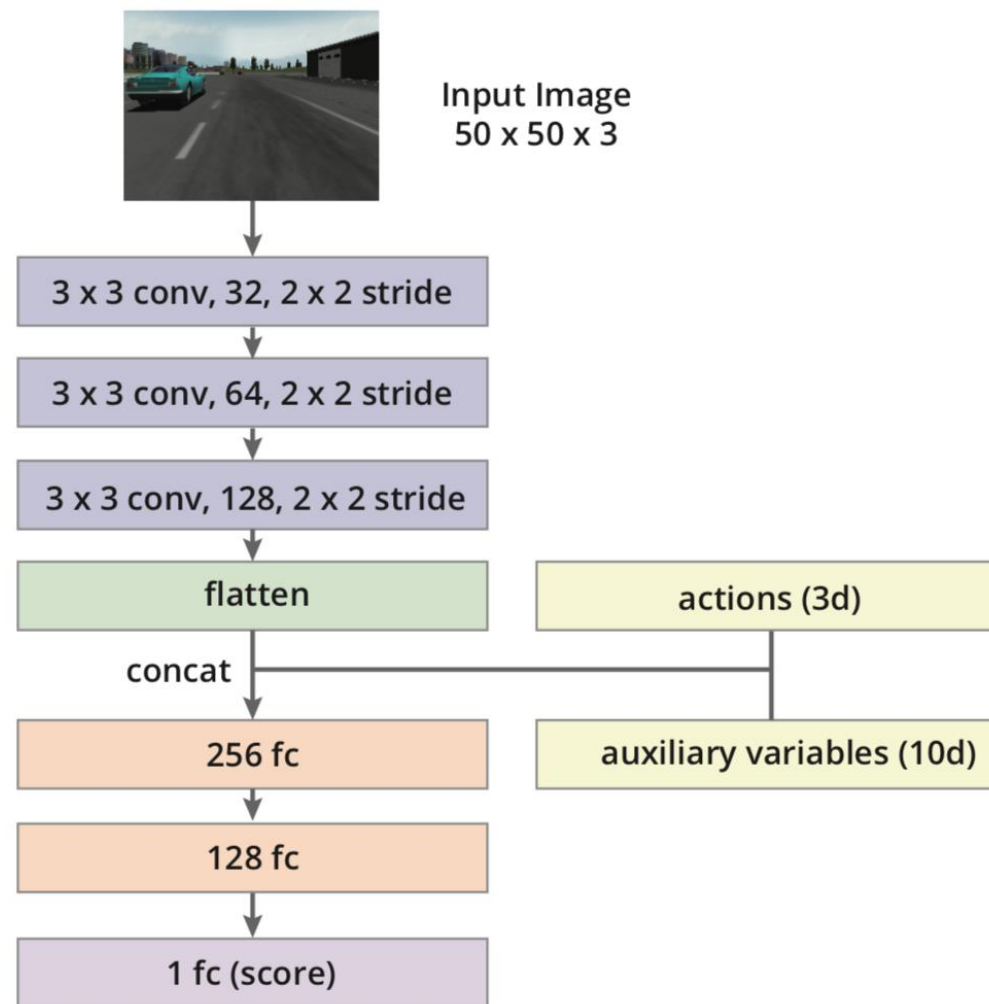 Input Image
50 x 50 x 3
3 x 3 conv, 32, 2 x 2 stride
3 x 3 conv, 64, 2 x 2 stride
3 x 3 conv, 128, 2 x 2 stride
flatten
actions (3d)
concat
256 fc
auxiliary variables (10d)
128 fc
1 fc (score)